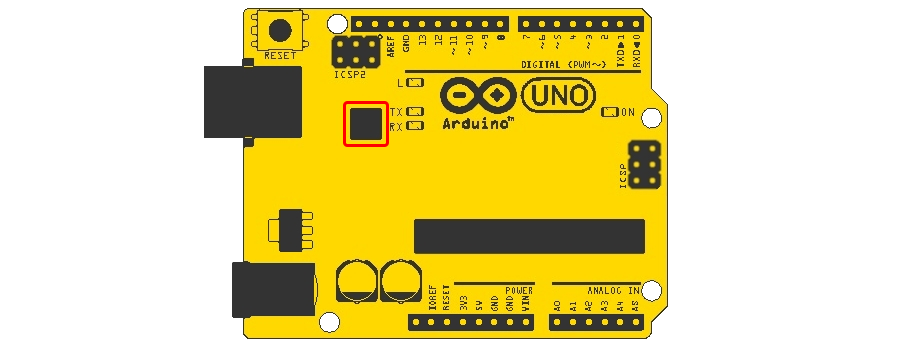 RESET
ICSP2
AREF
GND
13
12
~11
~10
~9
8
7
~6
~5
4
~3
2
TXD▶1
RXD◀0
DIGITAL (PWM~)
L
TX
RX
Arduino™
UNO
ON
ICSP
POWER
ANALOG IN
IOREF
RESET
3V3
5V
GND
GND
VIN
A0
A1
A2
A3
A4
A5